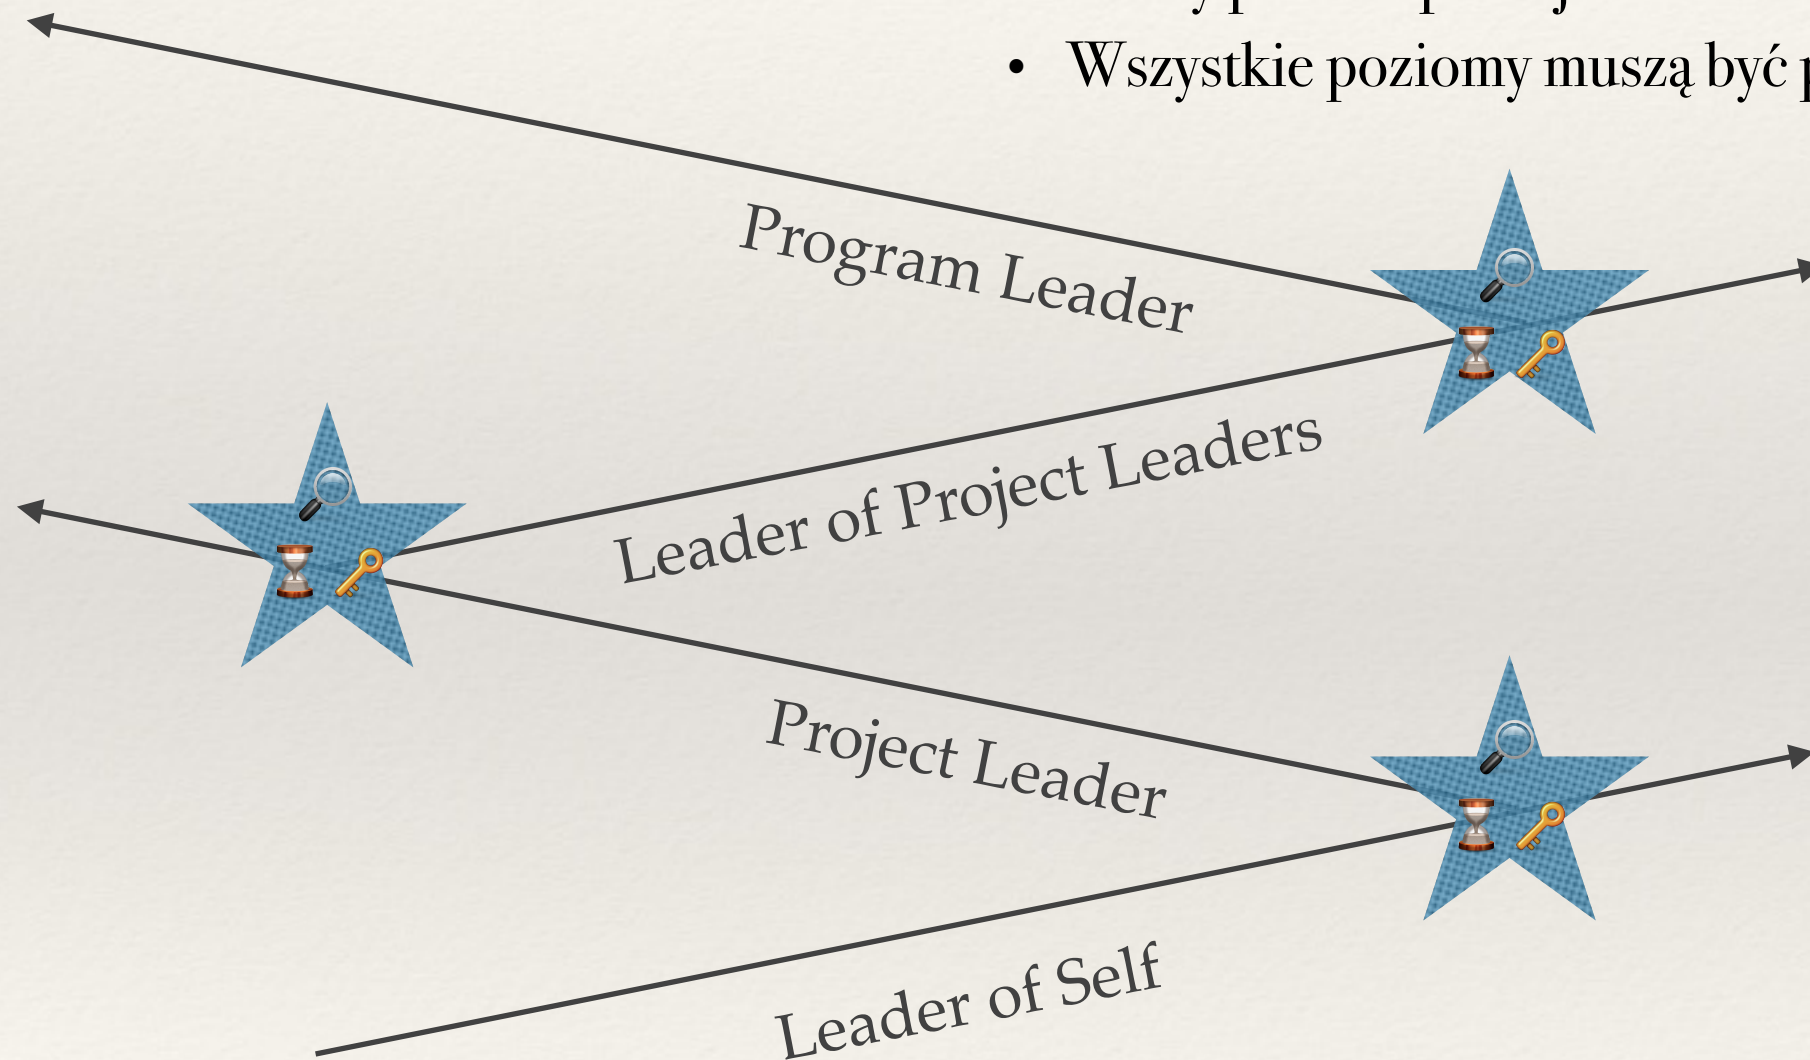 • Wszystkie poziomy muszą być
Program Leader
Leader of Project Leaders
Project Leader
Leader of Self